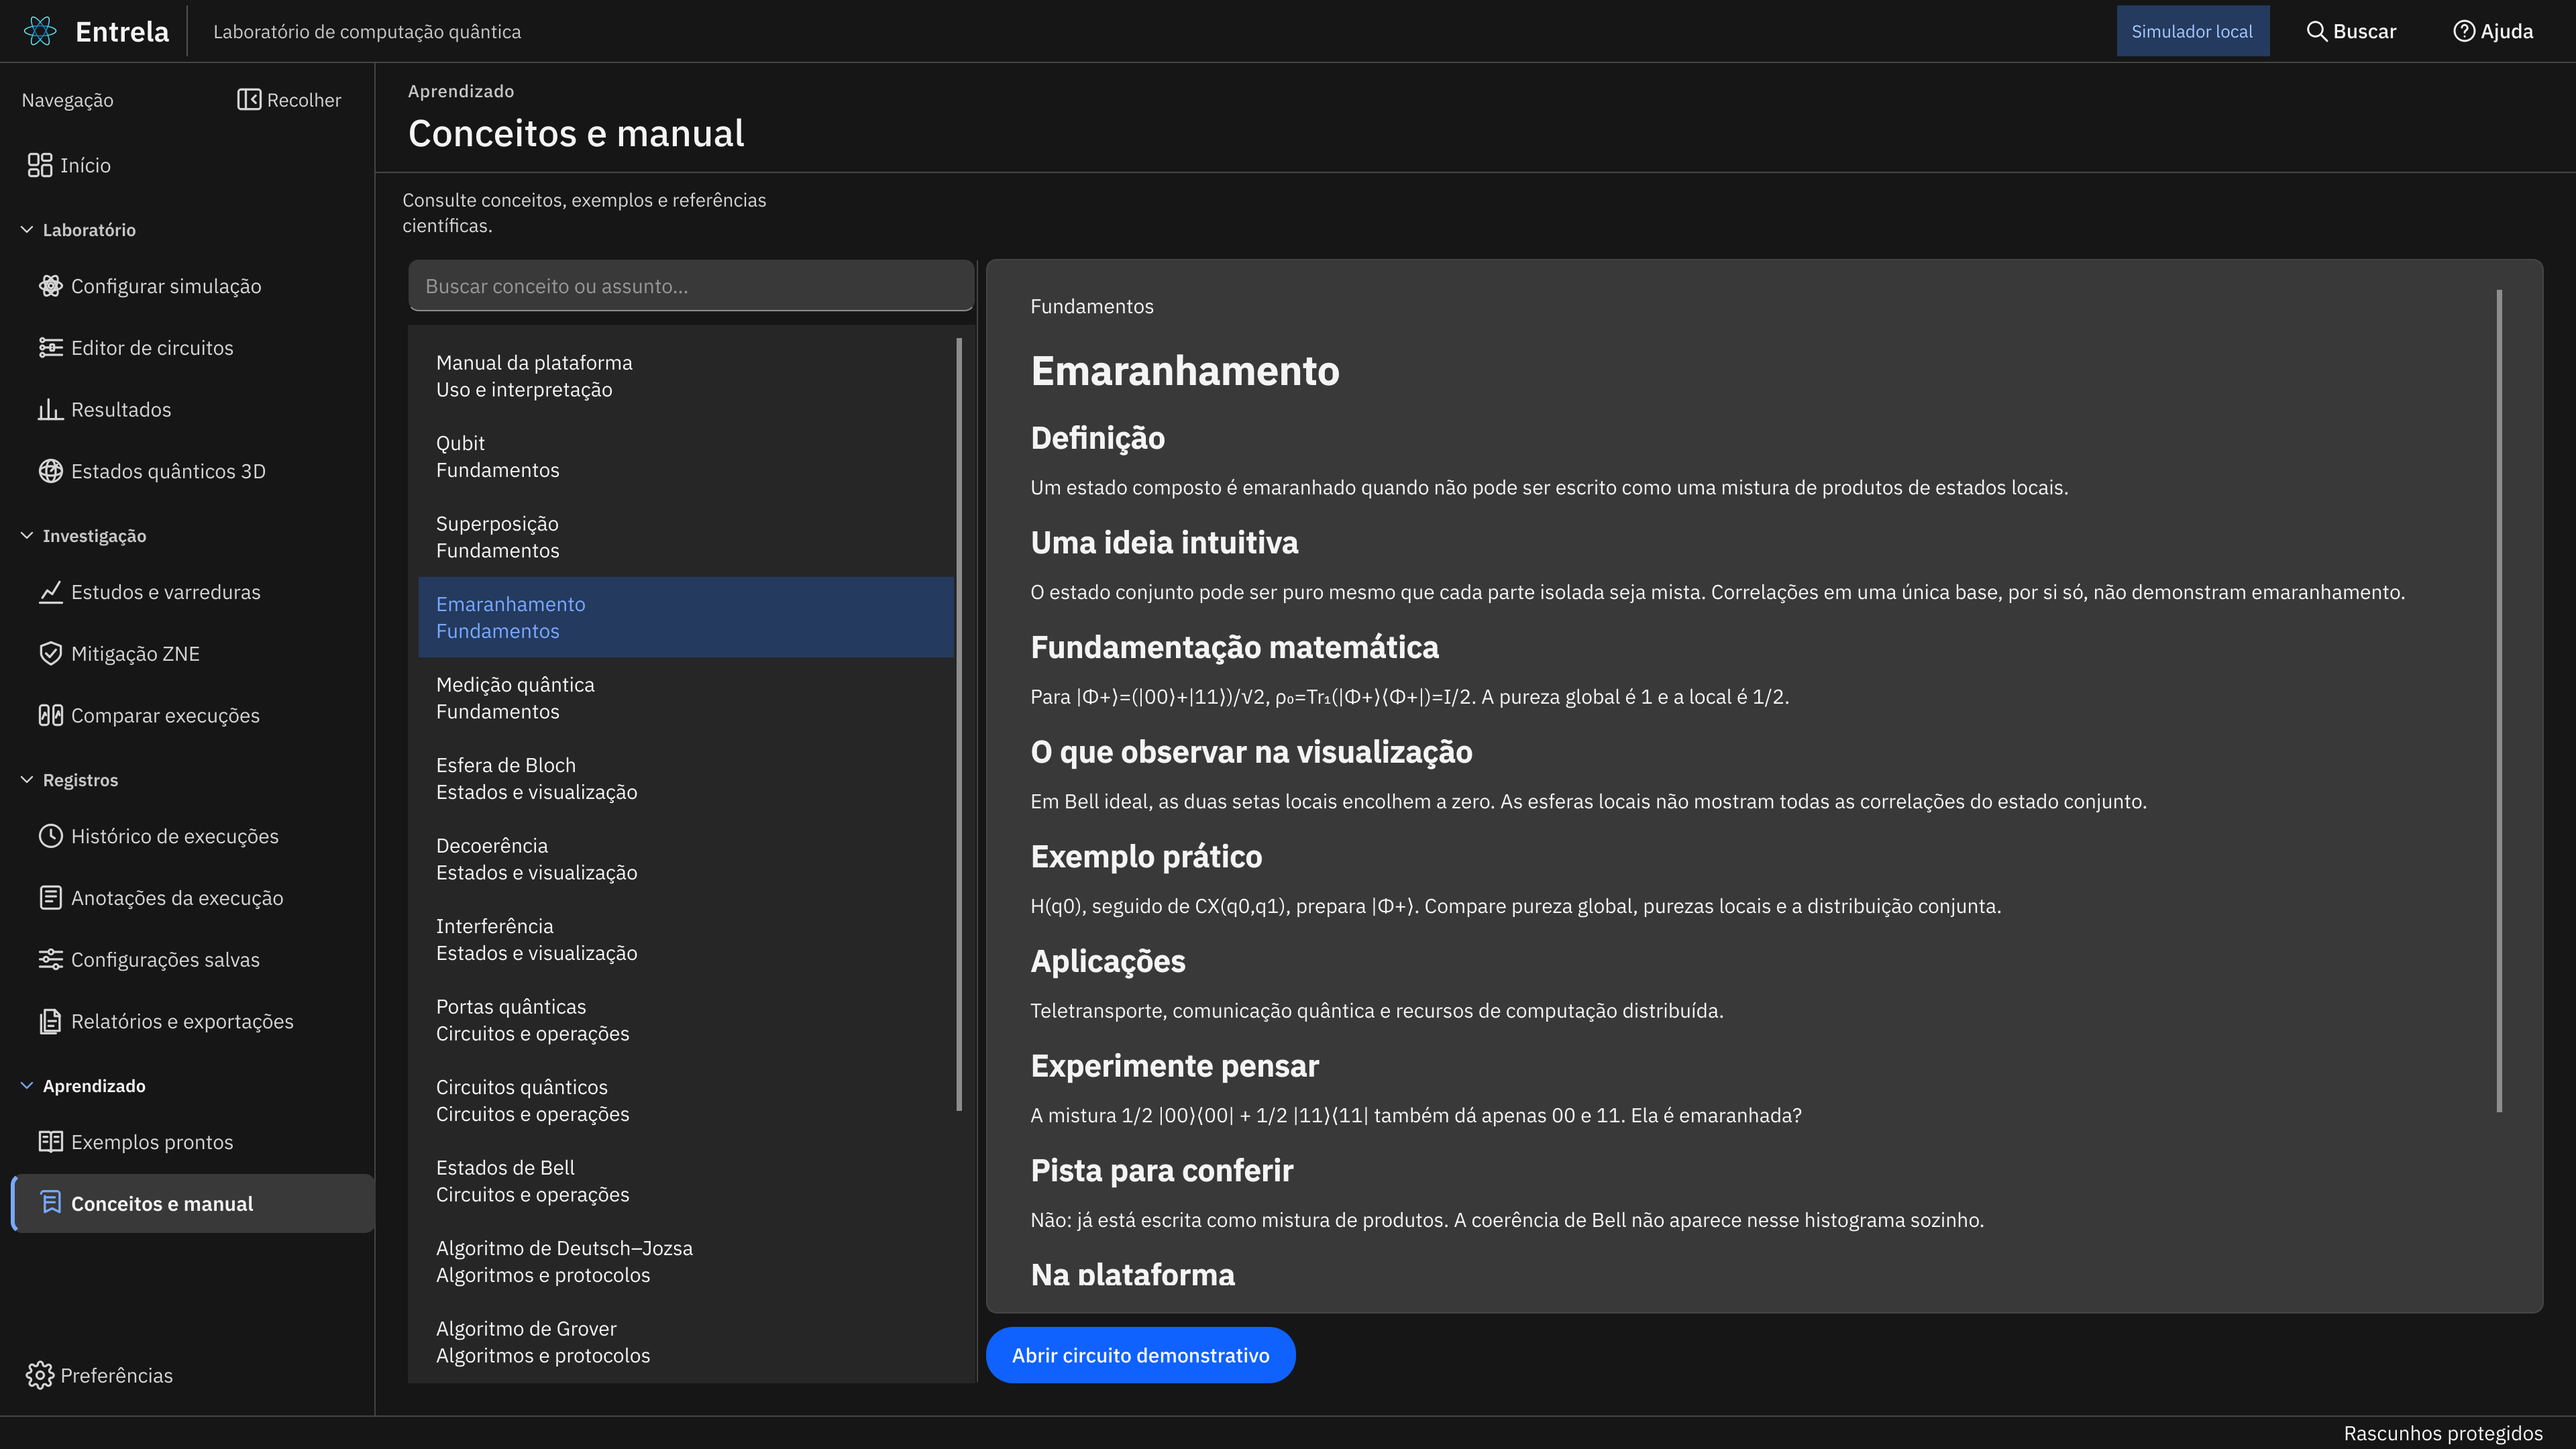 Entrela
Laboratório de computação quântica
Simulador local
Buscar
Ajuda
Navegação
Recolher
Início
Laboratório
Configurar simulação
Editor de circuitos
Resultados
Estados quânticos 3D
Investigação
Estudos e varreduras
Mitigação ZNE
Comparar execuções
Registros
Histórico de execuções
Anotações da execução
Configurações salvas
Relatórios e exportações
Aprendizado
Exemplos prontos
Conceitos e manual
Preferências
Aprendizado
Conceitos e manual
Consulte conceitos, exemplos e referências
científicas.
Buscar conceito ou assunto...
Manual da plataforma
Uso e interpretação
Qubit
Fundamentos
Superposição
Fundamentos
Emaranhamento
Fundamentos
Medição quântica
Fundamentos
Esfera de Bloch
Estados e visualização
Decoerência
Estados e visualização
Interferência
Estados e visualização
Portas quânticas
Circuitos e operações
Circuitos quânticos
Circuitos e operações
Estados de Bell
Circuitos e operações
Algoritmo de Deutsch–Jozsa
Algoritmos e protocolos
Algoritmo de Grover
Algoritmos e protocolos
Fundamentos
Emaranhamento
Definição
Um estado composto é emaranhado quando não pode ser escrito como uma mistura de produtos de estados locais.
Uma ideia intuitiva
O estado conjunto pode ser puro mesmo que cada parte isolada seja mista. Correlações em uma única base, por si só, não demonstram emaranhamento.
Fundamentação matemática
Para |Φ+⟩=(|00⟩+|11⟩)/√2, ρ₀=Tr₁(|Φ+⟩⟨Φ+|)=I/2. A pureza global é 1 e a local é 1/2.
O que observar na visualização
Em Bell ideal, as duas setas locais encolhem a zero. As esferas locais não mostram todas as correlações do estado conjunto.
Exemplo prático
H(q0), seguido de CX(q0,q1), prepara |Φ+⟩. Compare pureza global, purezas locais e a distribuição conjunta.
Aplicações
Teletransporte, comunicação quântica e recursos de computação distribuída.
Experimente pensar
A mistura 1/2 |00⟩⟨00| + 1/2 |11⟩⟨11| também dá apenas 00 e 11. Ela é emaranhada?
Pista para conferir
Não: já está escrita como mistura de produtos. A coerência de Bell não aparece nesse histograma sozinho.
Na plataforma
Abrir circuito demonstrativo
Rascunhos protegidos